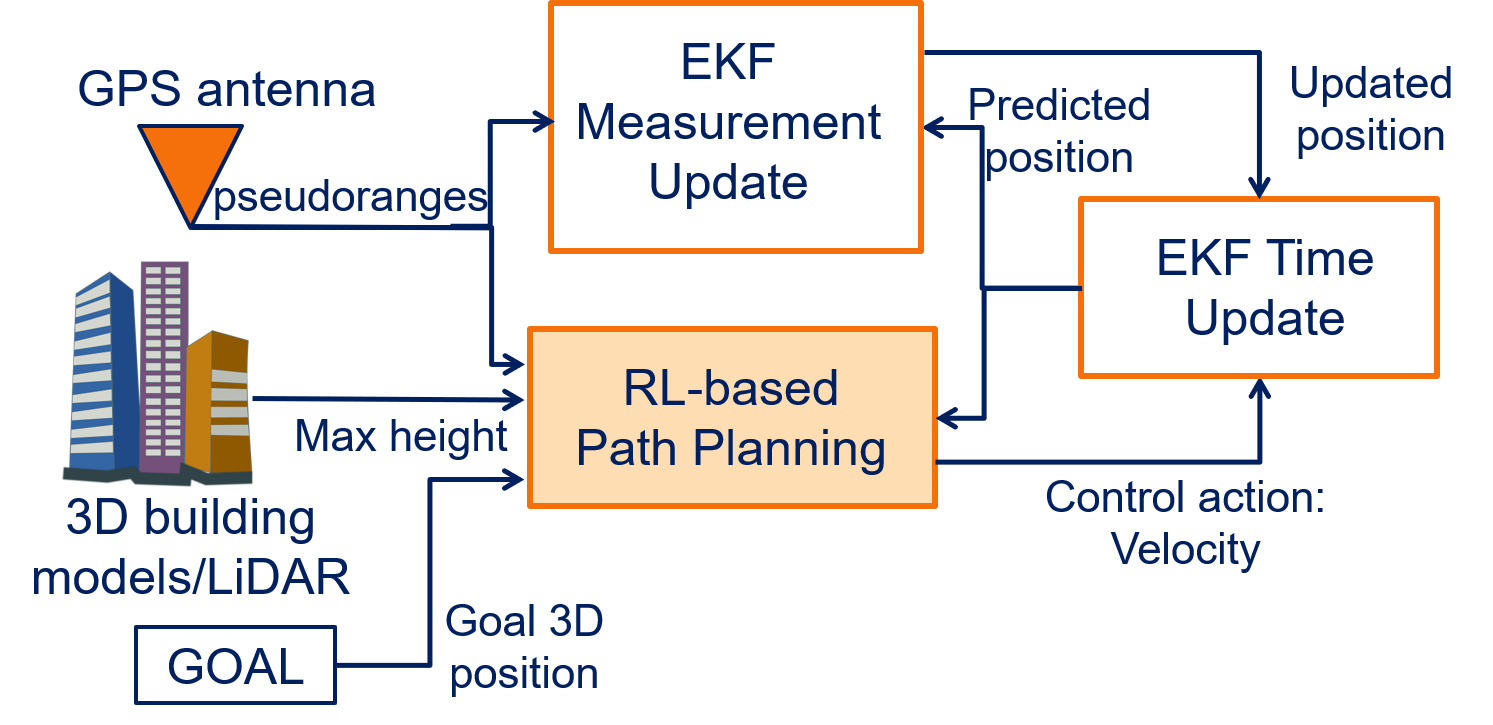 GPS antenna
pseudoranges
EKF
Measurement
Update
Predicted
position
Updated
position
EKF Time
Update
RL-based
Path Planning
Max height
3D building
models/LiDAR
Control action:
Velocity
Goal 3D
position
GOAL